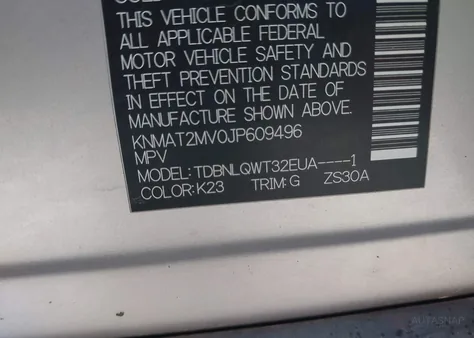 THIS VEHICLE CONFORMS TO
ALL APPLICABLE FEDERAL
MOTOR VEHICLE SAFETY AND
THEFT PREVENTION STANDARDS
IN EFFECT ON THE DATE OF
MANUFACTURE SHOWN ABOVE.
KNMAT2MV0JP609496
MPV
MODEL:TDBNLQWT32EUA----1
COLOR:K23 TRIM:G ZS30A
AUTOSNAP